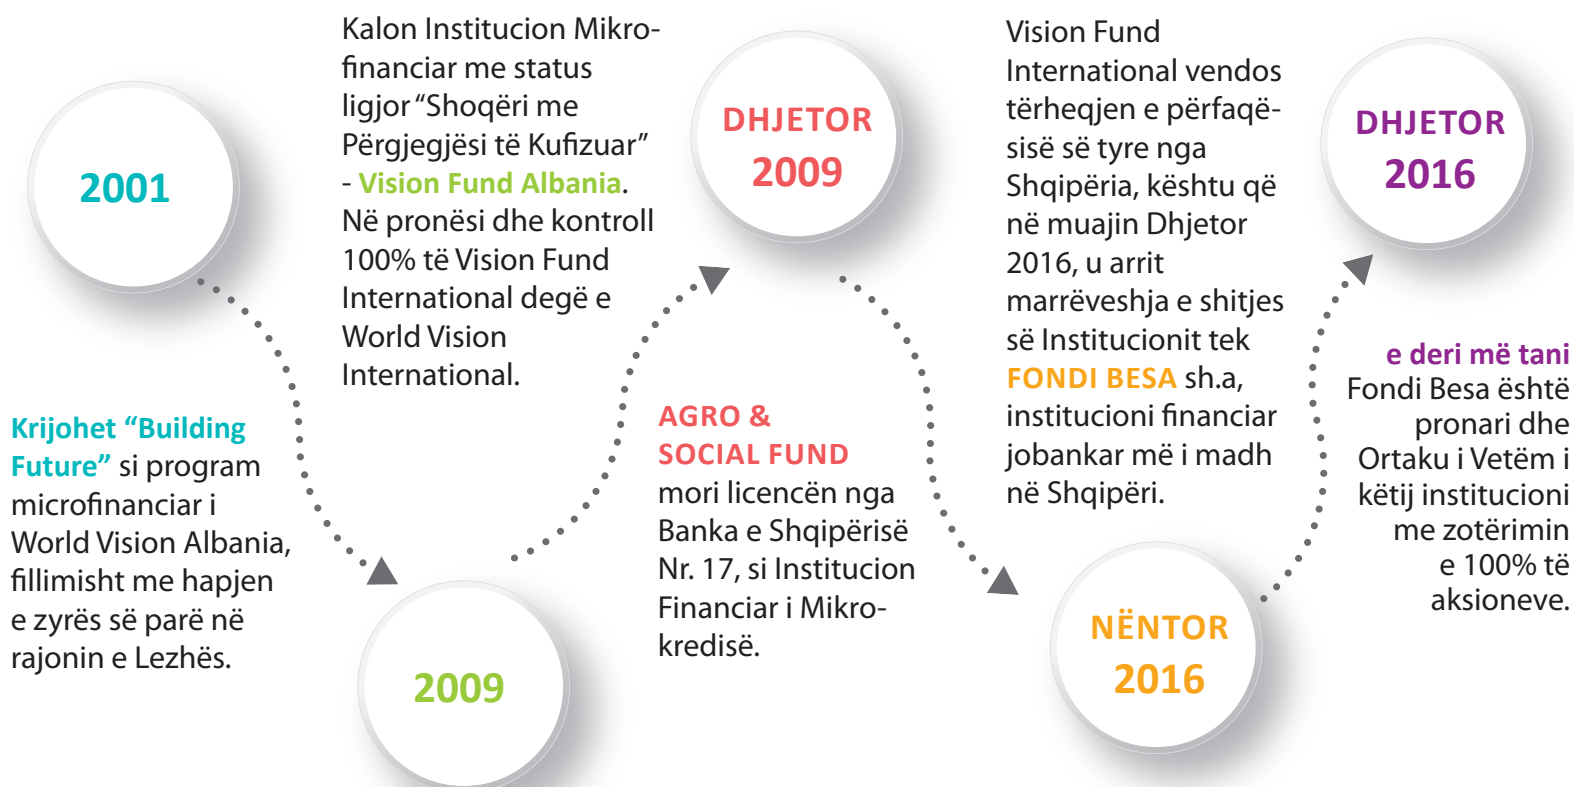 2001
Krijohet “Building
Future” si program
microfinanciar i
World Vision Albania,
fillimisht me hapjen
e zyrës së parë në
rajonin e Lezhës.
Kalon Institucion Mikro-
financiar me status
ligjor “Shoqëri me
Përgjegjësi të Kufizuar”
- Vision Fund Albania.
Në pronësi dhe kontroll
100% të Vision Fund
International degë e
World Vision
International.
2009
DHJETOR
2009
AGRO &
SOCIAL FUND
mori licencën nga
Banka e Shqipërisë
Nr. 17, si Institucion
Financiar i Mikro-
kredisë.
Vision Fund
International vendos
tërheqjen e përfaqë-
sisë së tyre nga
Shqipëria, kështu që
në muajin Dhjetor
2016, u arrit
marrëveshja e shitjes
së Institucionit tek
FONDI BESA sh.a,
institucioni financiar
jobankar më i madh
në Shqipëri.
NËNTOR
2016
DHJETOR
2016
e deri më tani
Fondi Besa është
pronari dhe
Ortaku i Vetëm i
këtij institucioni
me zotërimin
e 100% të
aksioneve.